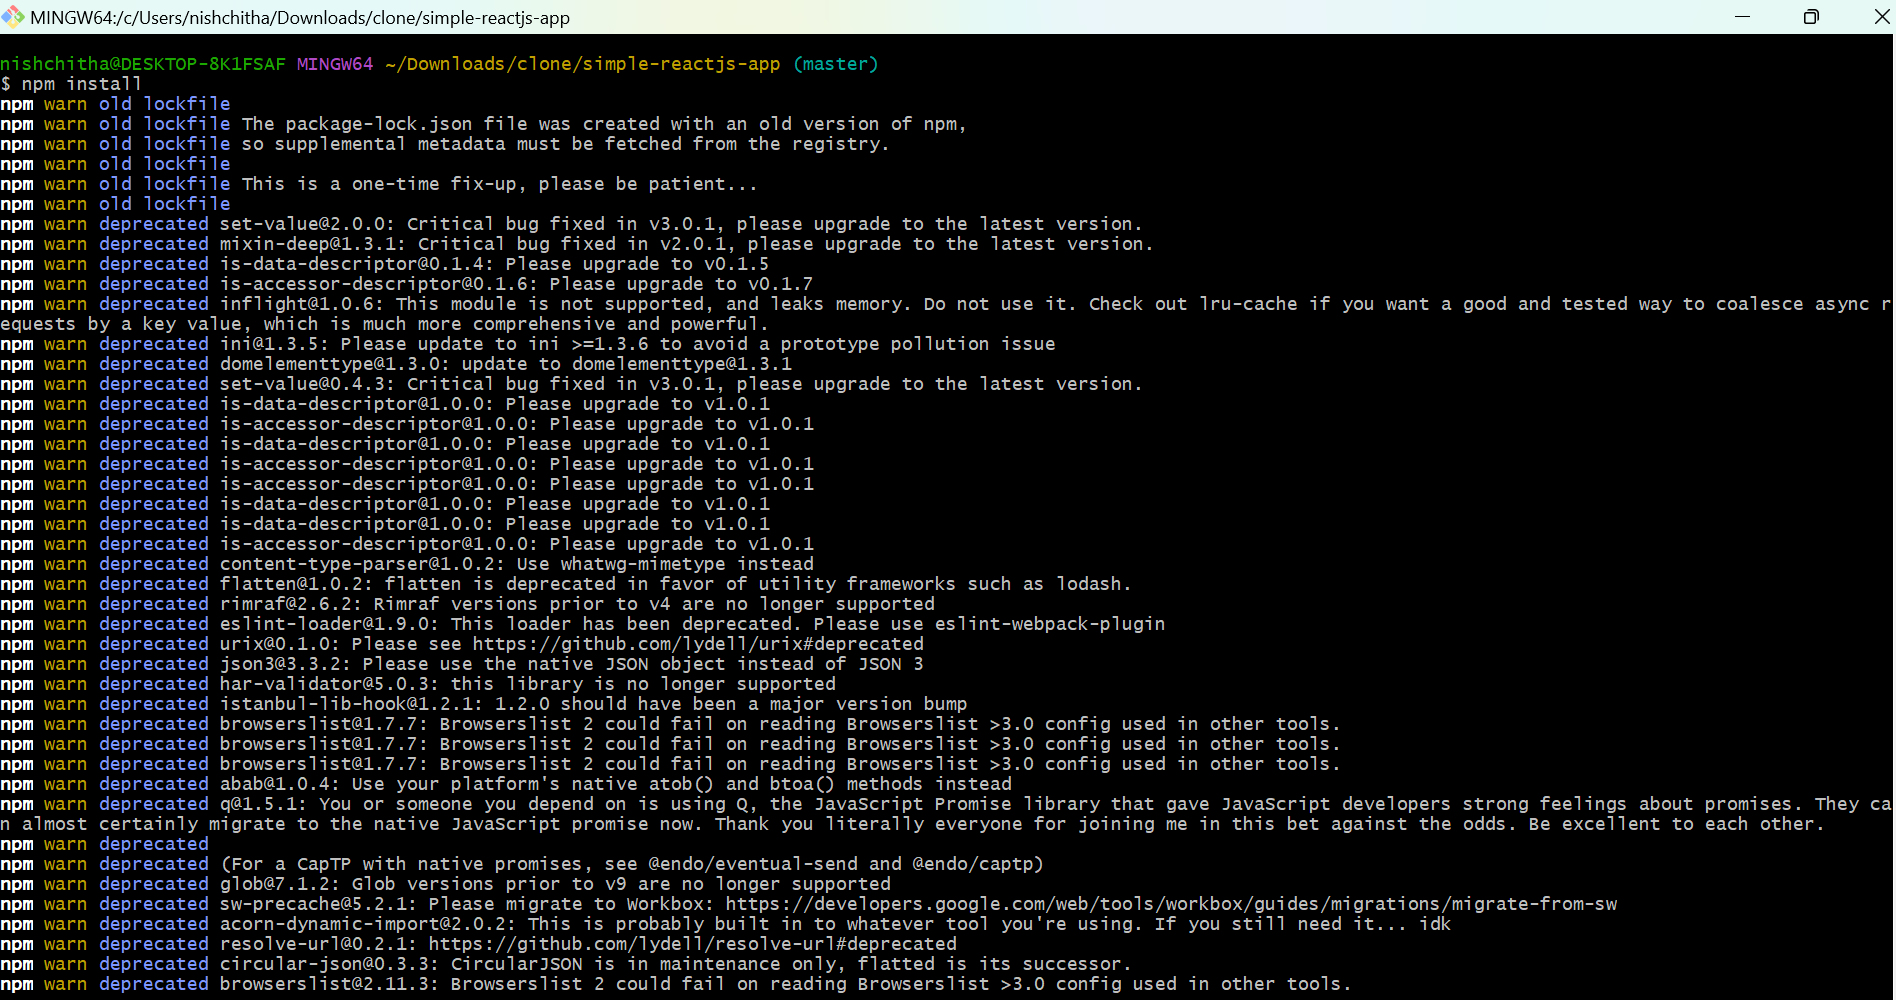 MINGW64:/c/Users/nishchitha/Downloads/clone/simple-reactjs-app
nishchitha@DESKTOP-8K1FSAF MINGW64 ~/Downloads/clone/simple-reactjs-app (master)
$ npm install
npm warn old lockfile
npm warn old lockfile The package-lock.json file was created with an old version of npm,
npm warn old lockfile so supplemental metadata must be fetched from the registry.
npm warn old lockfile
npm warn old lockfile This is a one-time fix-up, please be patient...
npm warn old lockfile
npm warn deprecated set-value@2.0.0: Critical bug fixed in v3.0.1, please upgrade to the latest version.
npm warn deprecated mixin-deep@1.3.1: Critical bug fixed in v2.0.1, please upgrade to the latest version.
npm warn deprecated is-data-descriptor@0.1.4: Please upgrade to v0.1.5
npm warn deprecated is-accessor-descriptor@0.1.6: Please upgrade to v0.1.7
npm warn deprecated inflight@1.0.6: This module is not supported, and leaks memory. Do not use it. Check out lru-cache if you want a good and tested way to coalesce async r
equests by a key value, which is much more comprehensive and powerful.
npm warn deprecated ini@1.3.5: Please update to ini >=1.3.6 to avoid a prototype pollution issue
npm warn deprecated domelementtype@1.3.0: update to domelementtype@1.3.1
npm warn deprecated set-value@0.4.3: Critical bug fixed in v3.0.1, please upgrade to the latest version.
npm warn deprecated is-data-descriptor@1.0.0: Please upgrade to v1.0.1
npm warn deprecated is-accessor-descriptor@1.0.0: Please upgrade to v1.0.1
npm warn deprecated is-data-descriptor@1.0.0: Please upgrade to v1.0.1
npm warn deprecated is-accessor-descriptor@1.0.0: Please upgrade to v1.0.1
npm warn deprecated is-accessor-descriptor@1.0.0: Please upgrade to v1.0.1
npm warn deprecated is-data-descriptor@1.0.0: Please upgrade to v1.0.1
npm warn deprecated is-data-descriptor@1.0.0: Please upgrade to v1.0.1
npm warn deprecated is-accessor-descriptor@1.0.0: Please upgrade to v1.0.1
npm warn deprecated content-type-parser@1.0.2: Use whatwg-mimetype instead
npm warn deprecated flatten@1.0.2: flatten is deprecated in favor of utility frameworks such as lodash.
npm warn deprecated rimraf@2.6.2: Rimraf versions prior to v4 are no longer supported
npm warn deprecated eslint-loader@1.9.0: This loader has been deprecated. Please use eslint-webpack-plugin
npm warn deprecated urix@0.1.0: Please see https://github.com/lydell/urix#deprecated
npm warn deprecated json3@3.3.2: Please use the native JSON object instead of JSON 3
npm warn deprecated har-validator@5.0.3: this library is no longer supported
npm warn deprecated istanbul-lib-hook@1.2.1: 1.2.0 should have been a major version bump
npm warn deprecated browserslist@1.7.7: Browserslist 2 could fail on reading Browserslist >3.0 config used in other tools.
npm warn deprecated browserslist@1.7.7: Browserslist 2 could fail on reading Browserslist >3.0 config used in other tools.
npm warn deprecated browserslist@1.7.7: Browserslist 2 could fail on reading Browserslist >3.0 config used in other tools.
npm warn deprecated abab@1.0.4: Use your platform's native atob() and btoa() methods instead
npm warn deprecated q@1.5.1: You or someone you depend on is using Q, the JavaScript Promise library that gave JavaScript developers strong feelings about promises. They ca
n almost certainly migrate to the native JavaScript promise now. Thank you literally everyone for joining me in this bet against the odds. Be excellent to each other.
npm warn deprecated
npm warn deprecated (For a CapTP with native promises, see @endo/eventual-send and @endo/captp)
npm warn deprecated glob@7.1.2: Glob versions prior to v9 are no longer supported
npm warn deprecated sw-precache@5.2.1: Please migrate to Workbox: https://developers.google.com/web/tools/workbox/guides/migrations/migrate-from-sw
npm warn deprecated acorn-dynamic-import@2.0.2: This is probably built in to whatever tool you're using. If you still need it... idk
npm warn deprecated resolve-url@0.2.1: https://github.com/lydell/resolve-url#deprecated
npm warn deprecated circular-json@0.3.3: CircularJSON is in maintenance only, flatted is its successor.
npm warn deprecated browserslist@2.11.3: Browserslist 2 could fail on reading Browserslist >3.0 config used in other tools.